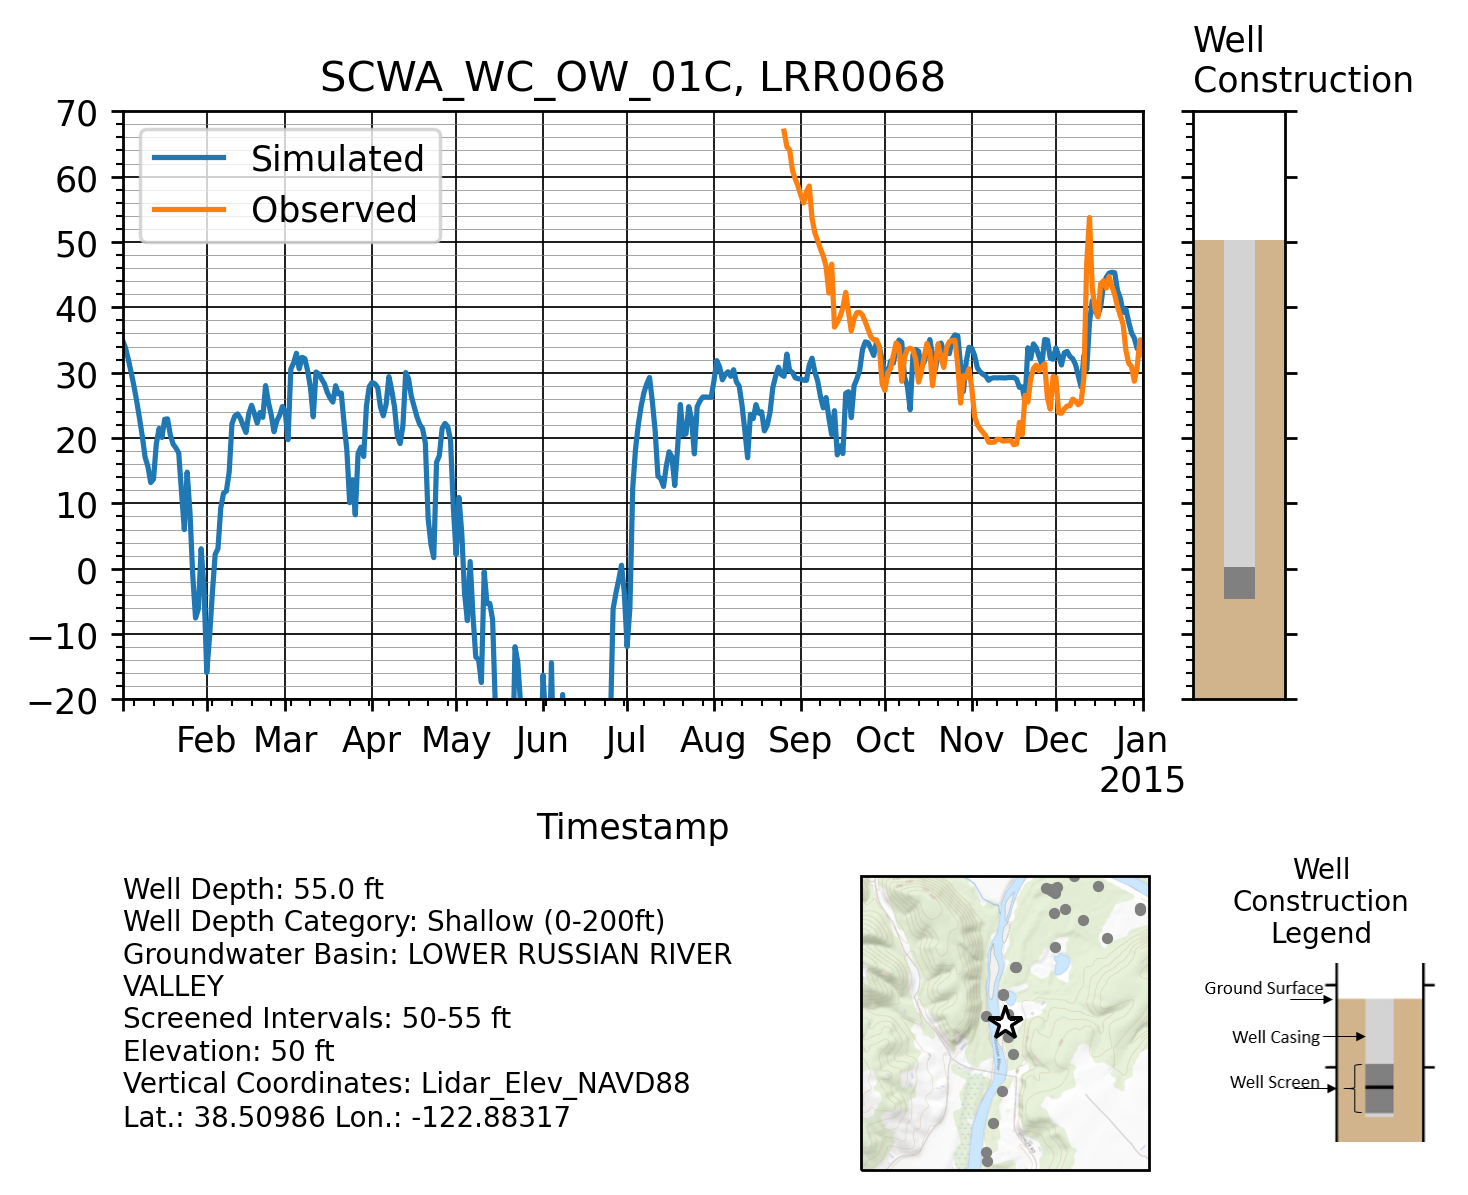 Well
Construction
SCWA_WC_OW_01C, LRR0068
70
60
50
40
30
20
10
0
−10
−20
Simulated
Observed
Feb Mar Apr May Jun Jul Aug Sep Oct Nov Dec Jan
2015
Timestamp
Well Depth: 55.0 ft
Well Depth Category: Shallow (0-200ft)
Groundwater Basin: LOWER RUSSIAN RIVER
VALLEY
Screened Intervals: 50-55 ft
Elevation: 50 ft
Vertical Coordinates: Lidar_Elev_NAVD88
Lat.: 38.50986 Lon.: -122.88317
Well
Construction
Legend
Ground Surface
Well Casing
Well Screen